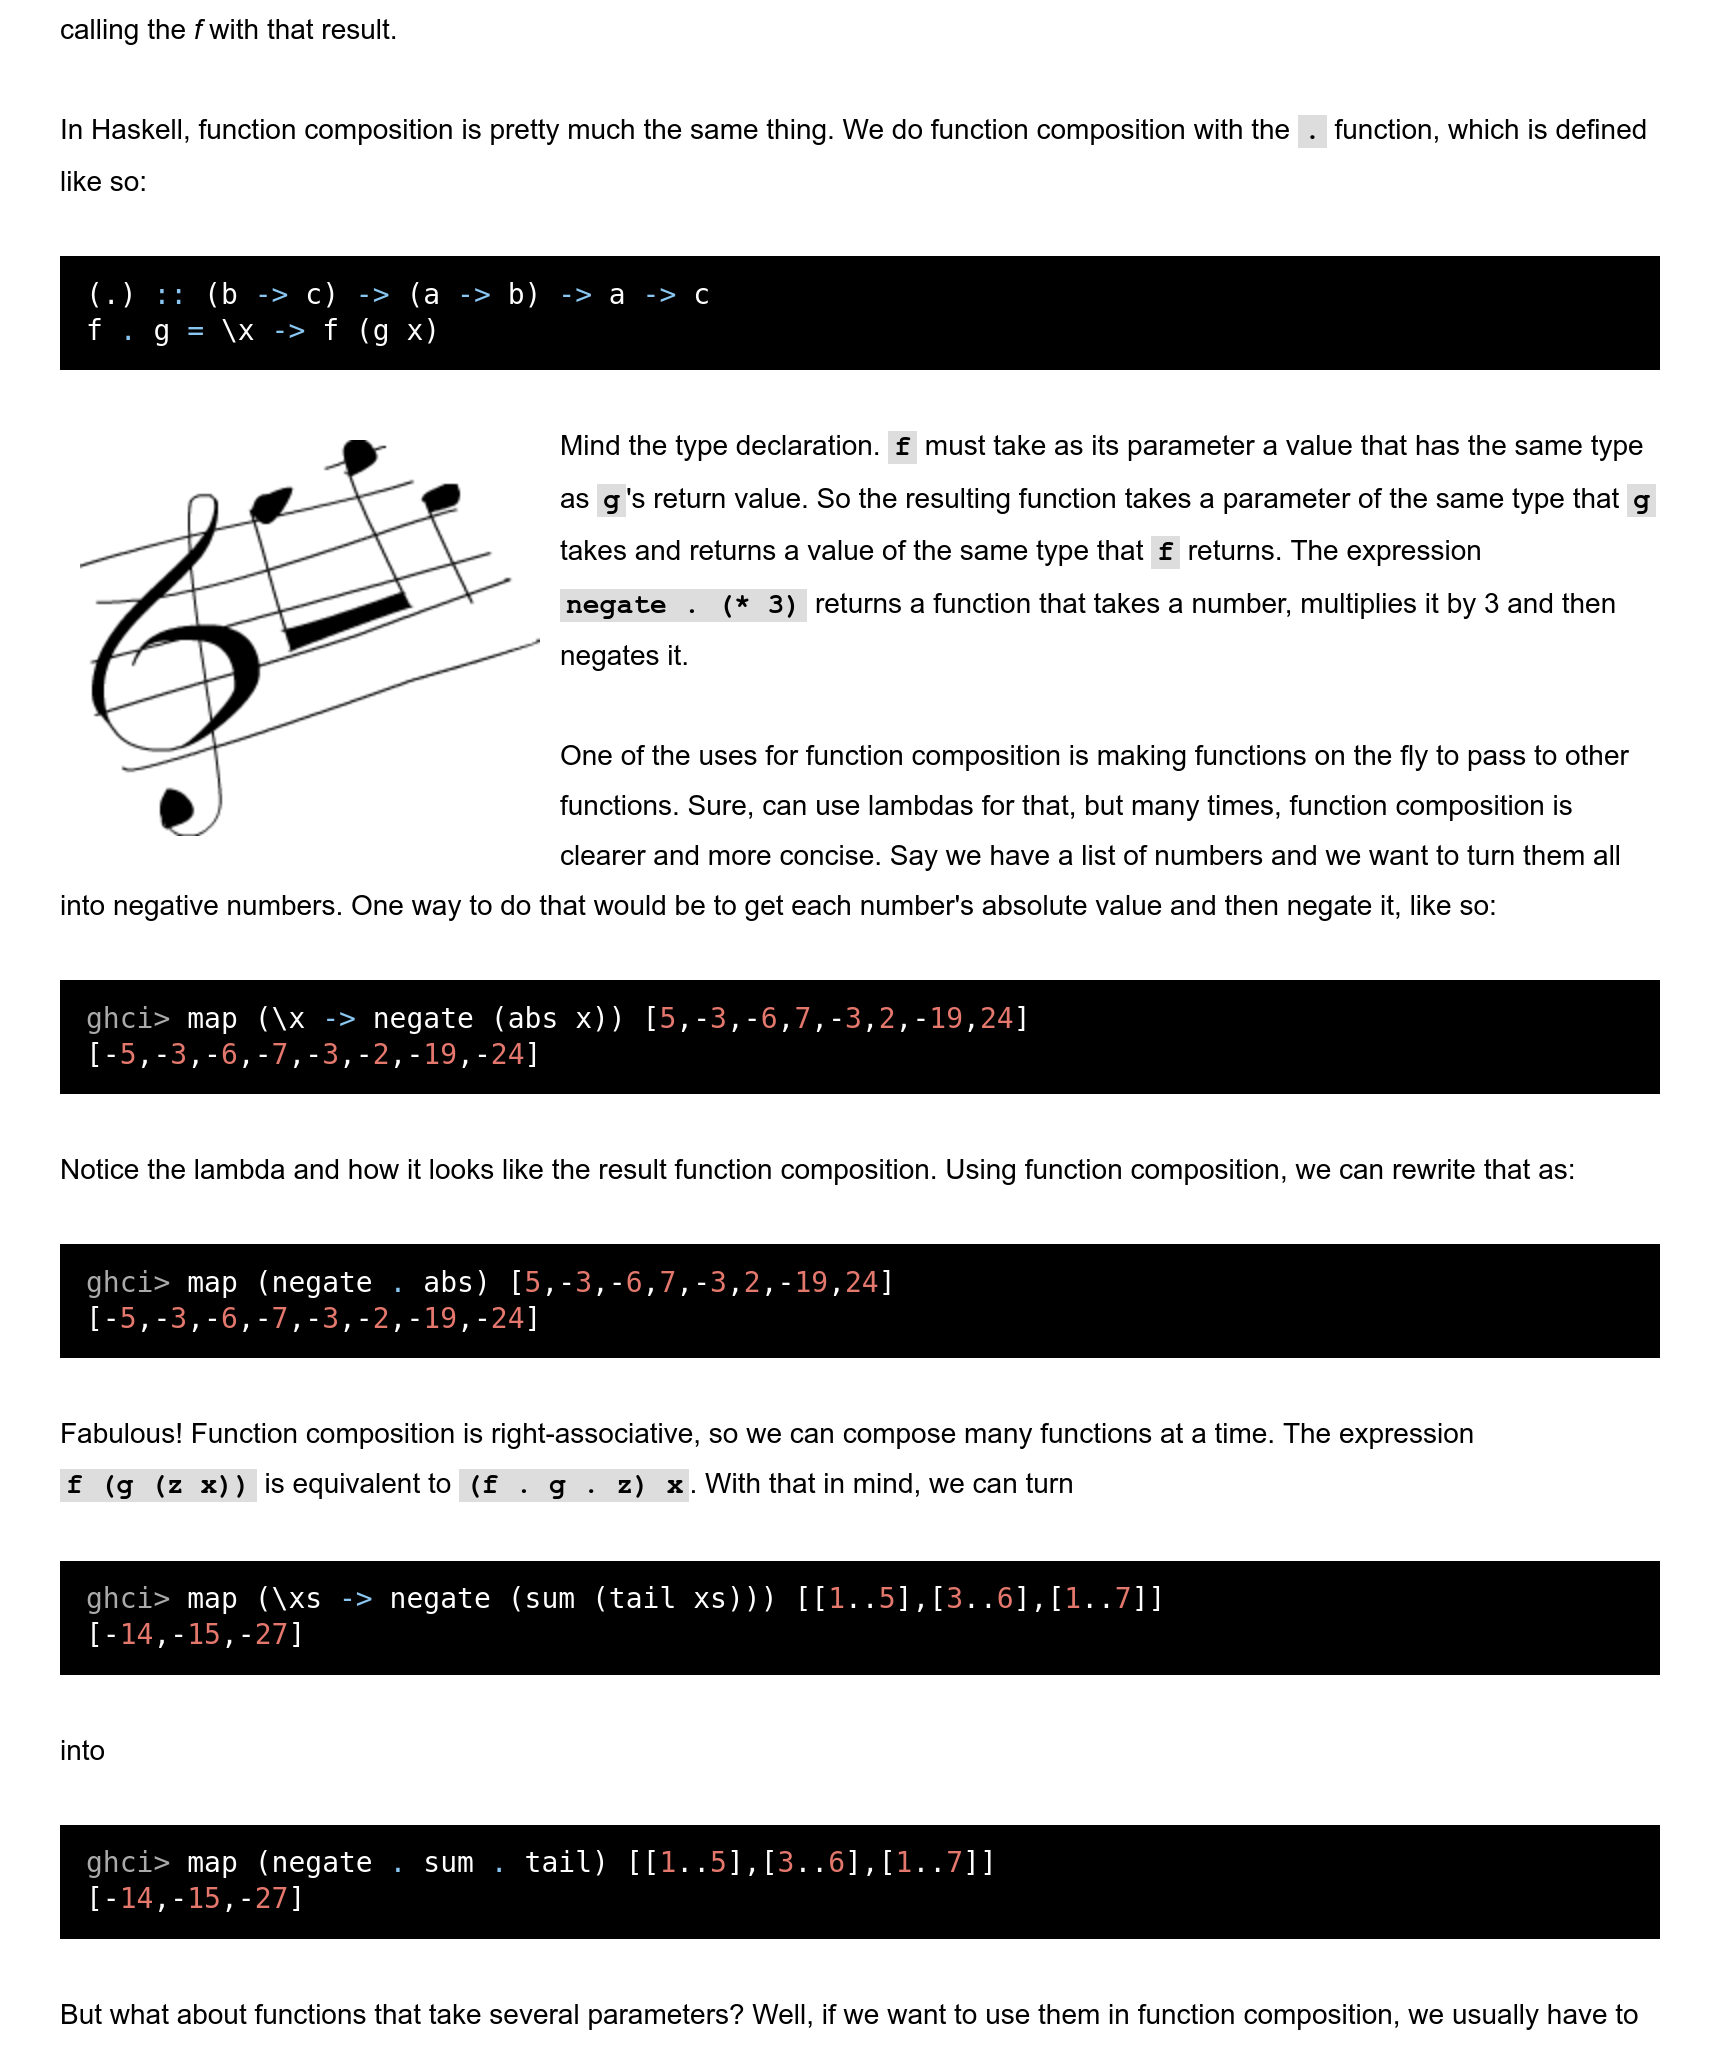 calling the f with that result.
In Haskell, function composition is pretty much the same thing. We do function composition with the . function, which is defined
like so:
(.) :: (b -> c) -> (a -> b) -> a -> c
f . g = \x -> f (g x)
Mind the type declaration. f must take as its parameter a value that has the same type
as g's return value. So the resulting function takes a parameter of the same type that g
takes and returns a value of the same type that f returns. The expression
negate . (* 3) returns a function that takes a number, multiplies it by 3 and then
negates it.
One of the uses for function composition is making functions on the fly to pass to other
functions. Sure, can use lambdas for that, but many times, function composition is
clearer and more concise. Say we have a list of numbers and we want to turn them all
into negative numbers. One way to do that would be to get each number's absolute value and then negate it, like so:
ghci> map (\x -> negate (abs x)) [5,-3,-6,7,-3,2,-19,24]
[-5,-3,-6,-7,-3,-2,-19,-24]
Notice the lambda and how it looks like the result function composition. Using function composition, we can rewrite that as:
ghci> map (negate . abs) [5,-3,-6,7,-3,2,-19,24]
[-5,-3,-6,-7,-3,-2,-19,-24]
Fabulous! Function composition is right-associative, so we can compose many functions at a time. The expression
f (g (z x)) is equivalent to (f . g . z) x. With that in mind, we can turn
ghci> map (\xs -> negate (sum (tail xs))) [[1..5],[3..6],[1..7]]
[-14,-15,-27]
into
ghci> map (negate . sum . tail) [[1..5],[3..6],[1..7]]
[-14,-15,-27]
But what about functions that take several parameters? Well, if we want to use them in function composition, we usually have to